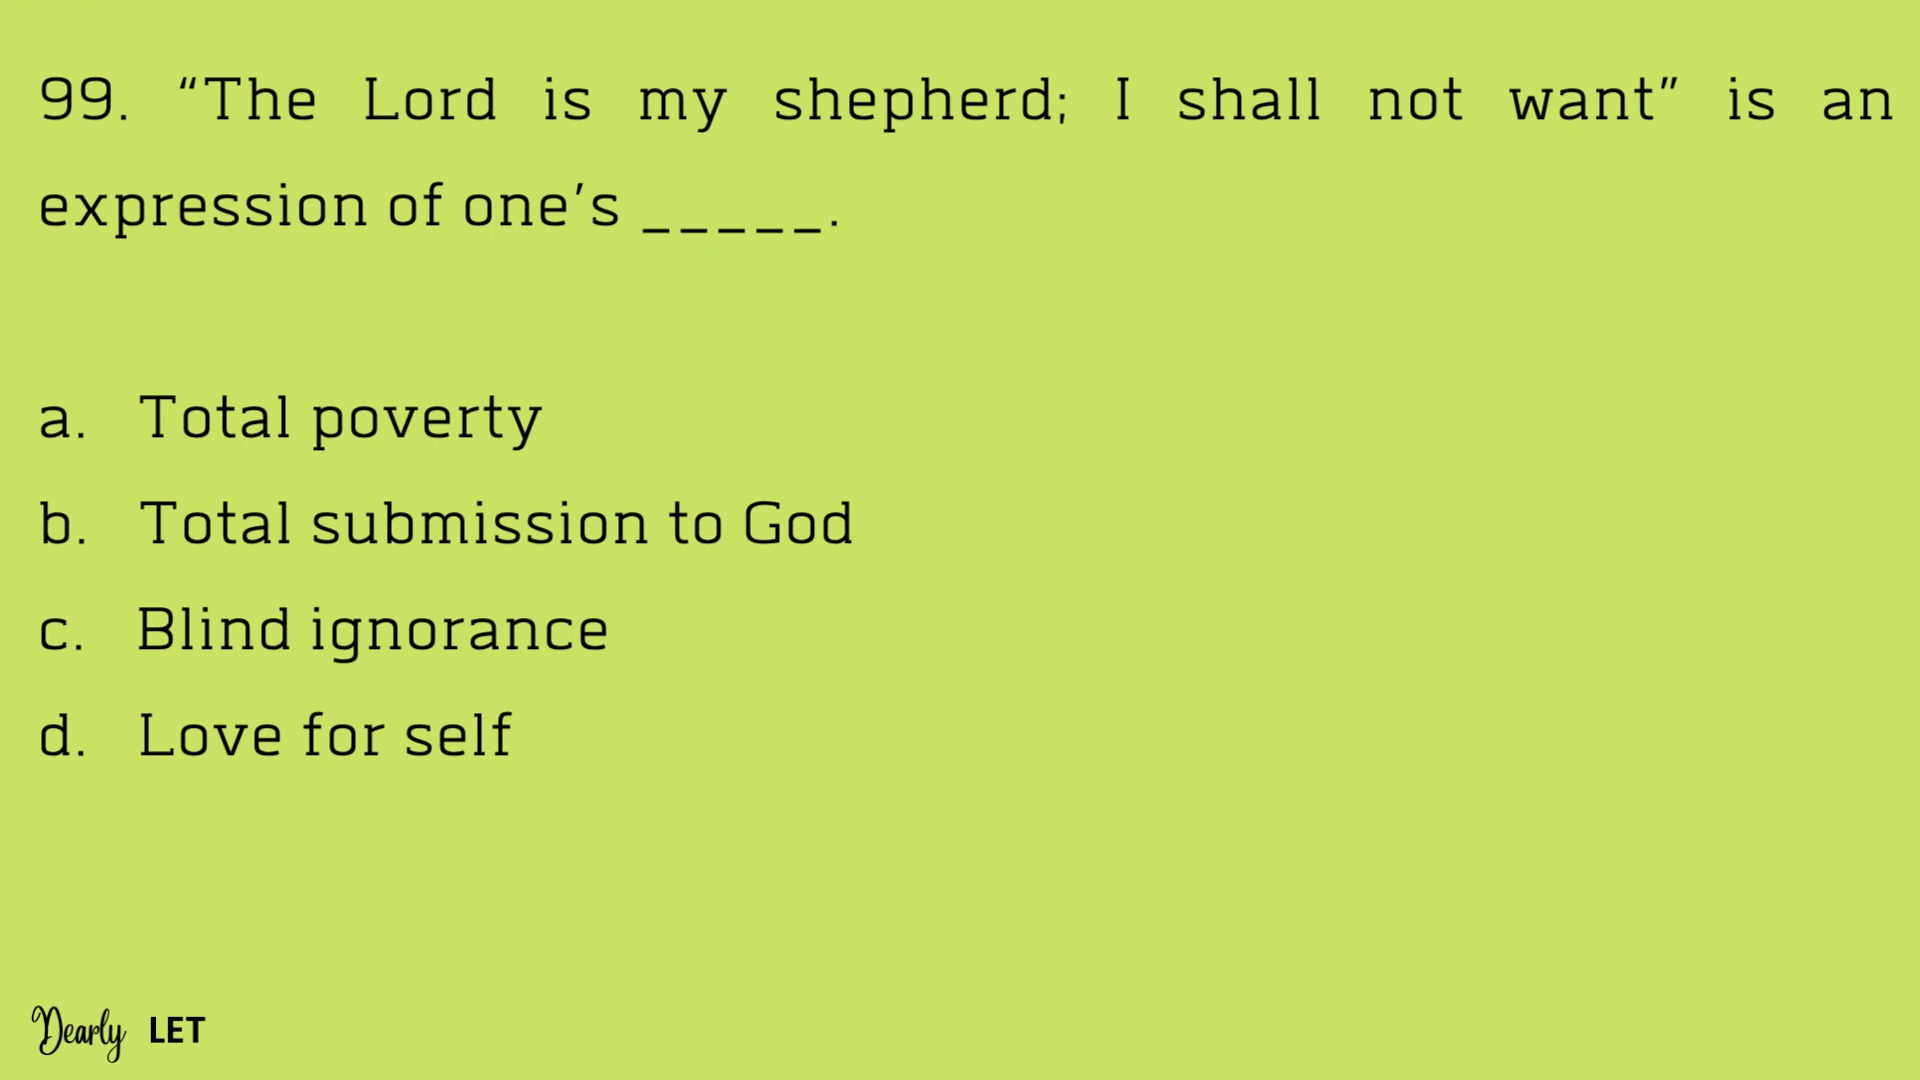 99. “The Lord is my shepherd; I shall not want” is an
expression of one’s _____.
a. Total poverty
b. Total submission to God
c. Blind ignorance
d. Love for self
Dearly LET